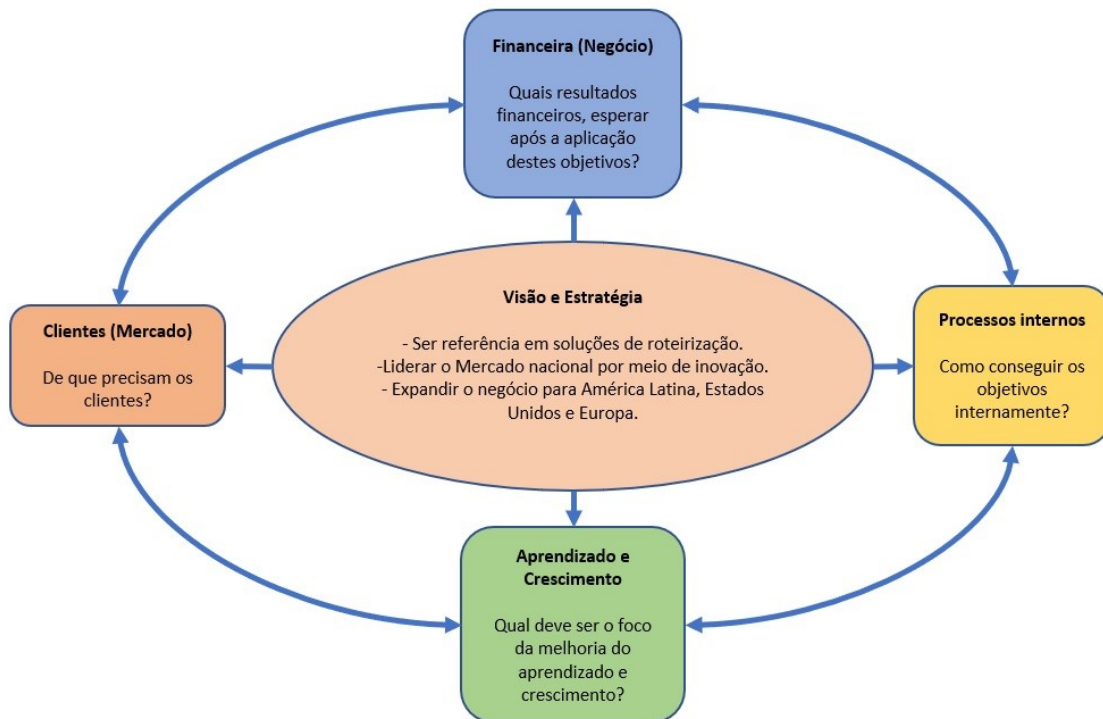 Financeira (Negócio)
Quais resultados
financeiros, esperar
após a aplicação
destes objetivos?
Clientes (Mercado)
De que precisam os
clientes?
Visão e Estratégia
- Ser referência em soluções de roteirização.
-Liderar o Mercado nacional por meio de inovação.
- Expandir o negócio para América Latina, Estados
Unidos e Europa.
Processos internos
Como conseguir os
objetivos
internamente?
Aprendizado e
Crescimento
Qual deve ser o foco
da melhoria do
aprendizado e
crescimento?